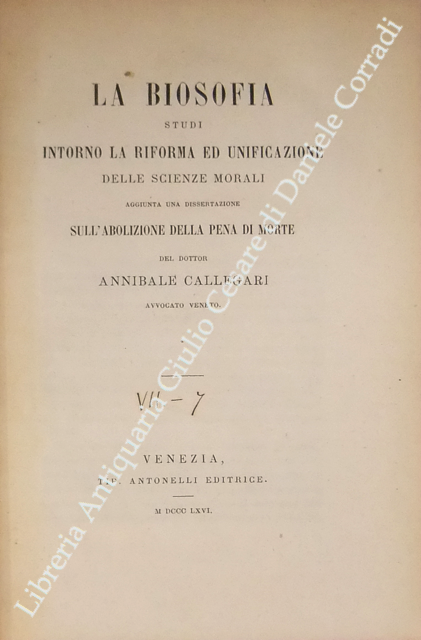 LA BIOSOFIA
STUDI
INTORNO LA RIFORMA ED UNIFICAZIONE
DELLE SCIENZE MORALI
AGGIUNTA UNA DISSERTAZIONE
SULL'ABOLIZIONE DELLA PENA DI MORTE
DEL DOTTOR
ANNIBALE CALLEGARI
AVVOCATO VENETO.
VII — 7
VENEZIA,
TIP. ANTONELLI EDITRICE.
M DCCC LXVI.
Libreria Antiquaria Giulio Cesare di Daniele Corradi